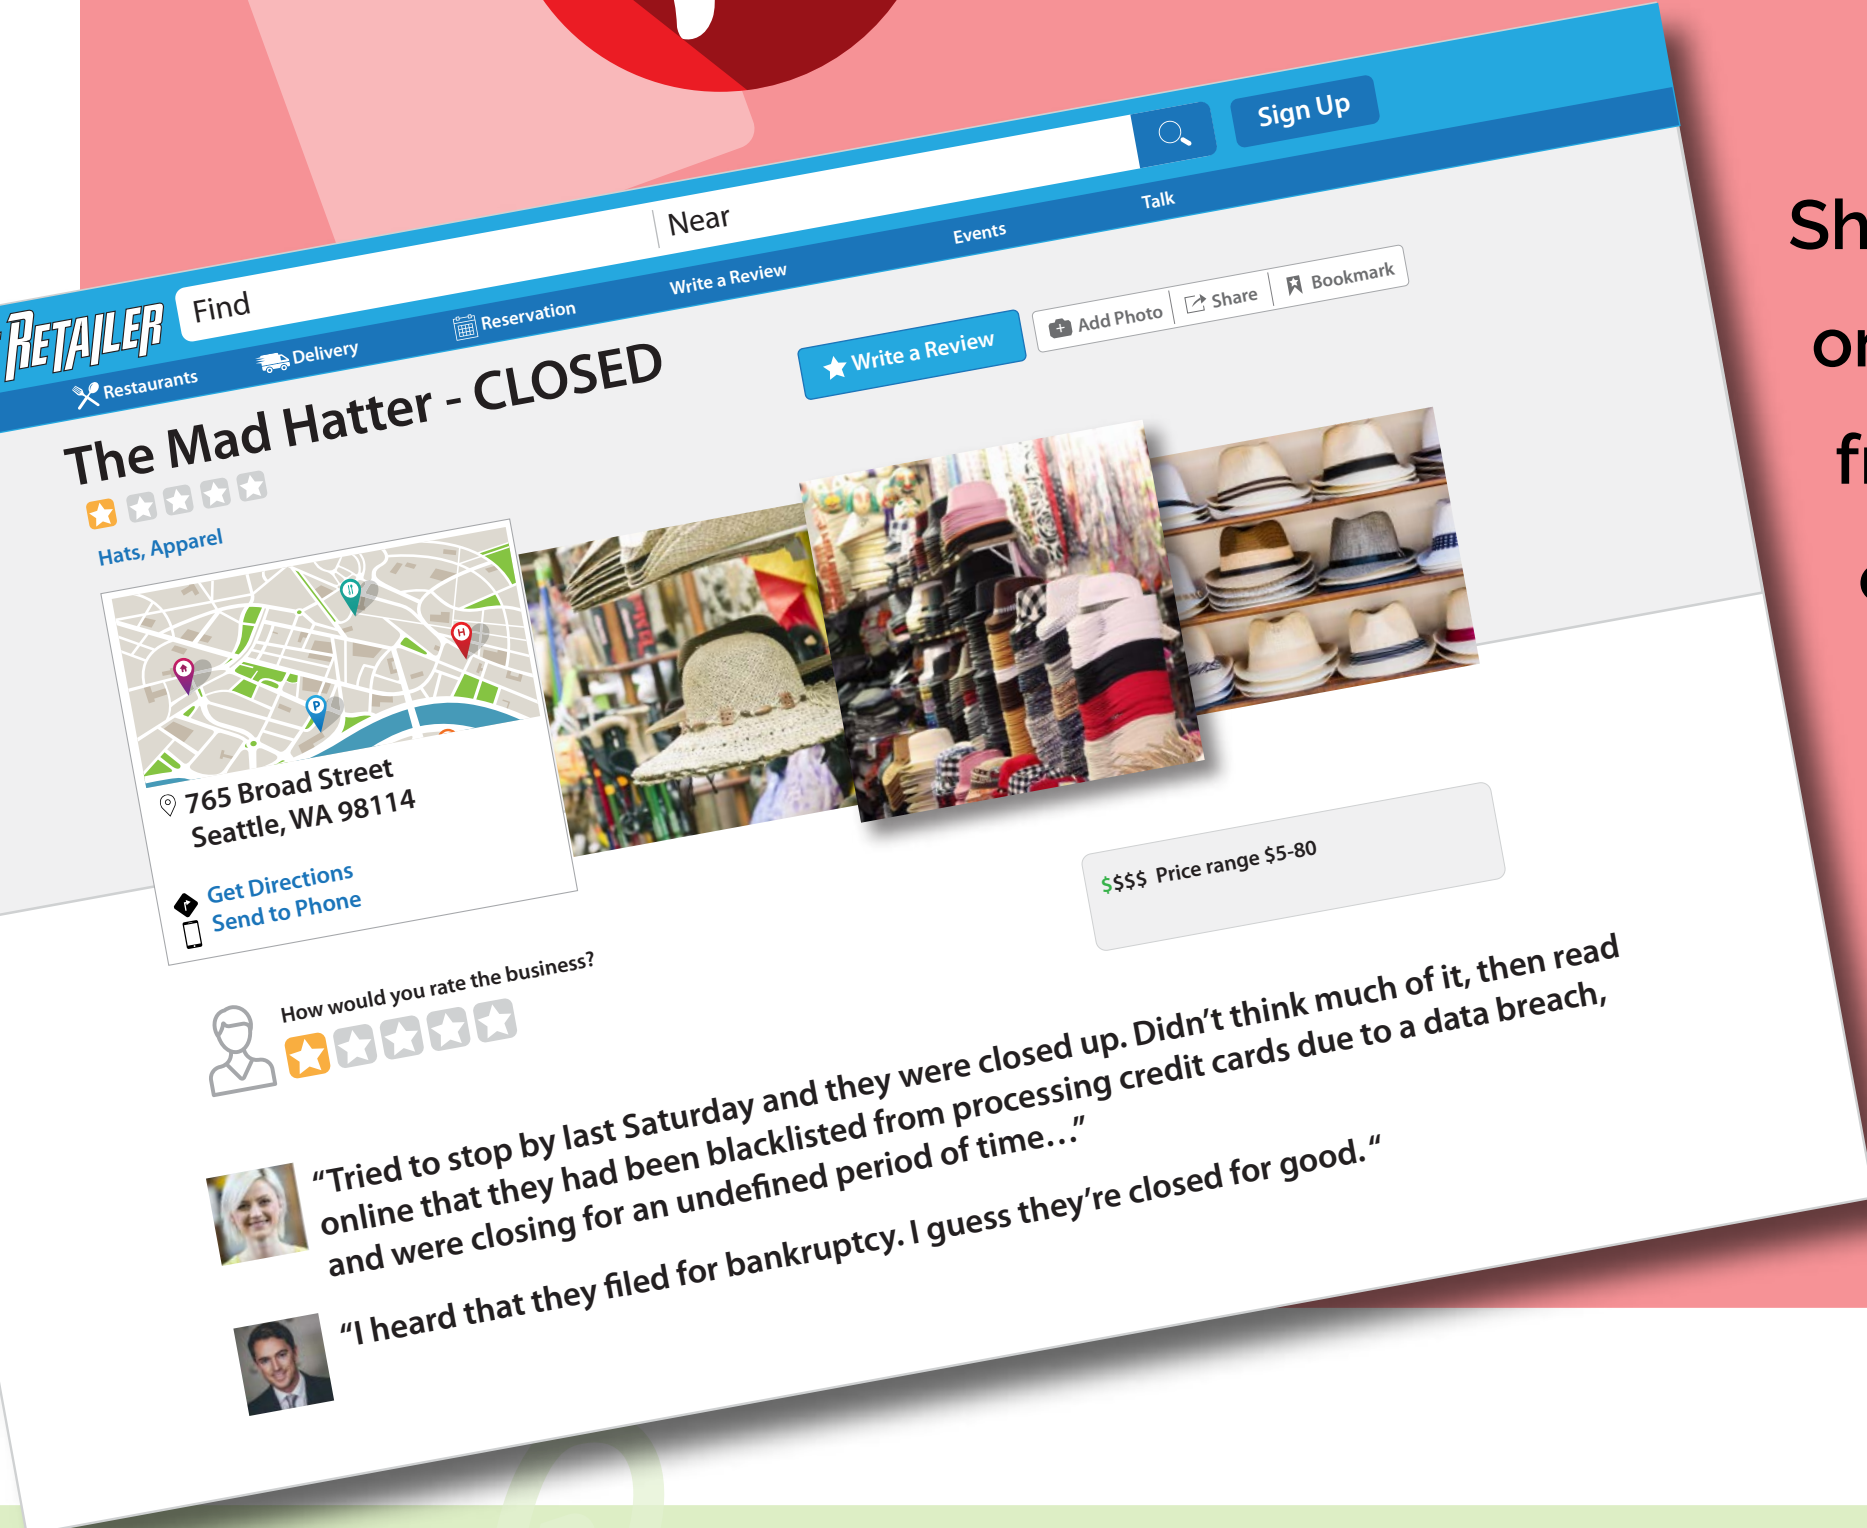 RETAILER
Find
Near
Sign Up
Restaurants
Delivery
Reservation
Write a Review
Events
Talk
The Mad Hatter - CLOSED
Write a Review
Add Photo
Share
Bookmark
Hats, Apparel
H
P
765 Broad Street
Seattle, WA 98114
Get Directions
Send to Phone
$$$$ Price range $5-80
How would you rate the business?
“Tried to stop by last Saturday and they were closed up. Didn’t think much of it, then read
online that they had been blacklisted from processing credit cards due to a data breach,
and were closing for an undefined period of time…”
“I heard that they filed for bankruptcy. I guess they’re closed for good. “
Sh